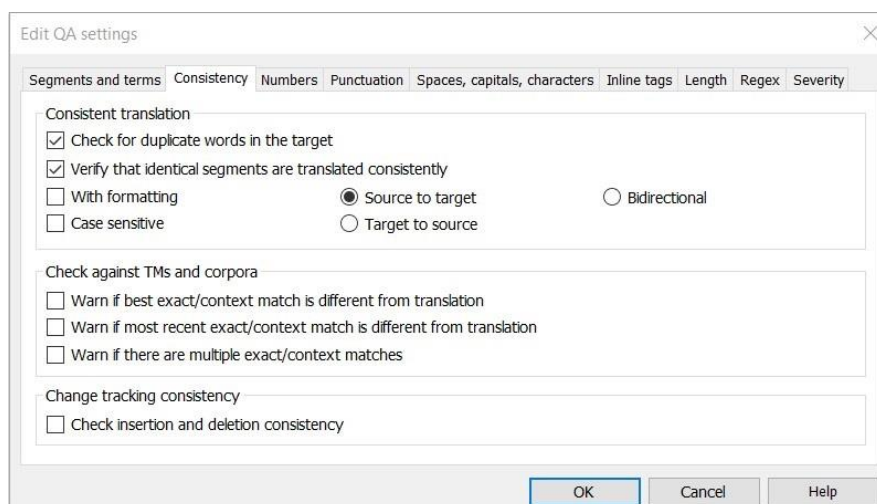 Edit QA settings
Segments and terms Consistency Numbers Punctuation Spaces, capitals, characters Inline tags Length Regex Severity
Consistent translation
Check for duplicate words in the target
Verify that identical segments are translated consistently
With formatting Source to target Bidirectional
Case sensitive Target to source
Check against TMs and corpora
Warn if best exact/context match is different from translation
Warn if most recent exact/context match is different from translation
Warn if there are multiple exact/context matches
Change tracking consistency
Check insertion and deletion consistency
OK Cancel Help